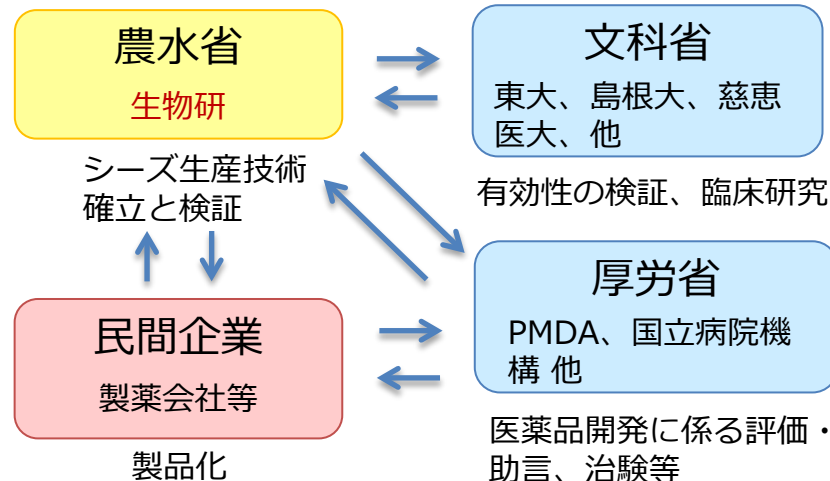 農水省
生物研
シーズ生産技術
確立と検証
文科省
東大、島根大、慈恵
医大、他
有効性の検証、臨床研究
民間企業
製薬会社等
製品化
厚労省
PMDA、国立病院機
構 他
医薬品開発に係る評価・
助言、治験等